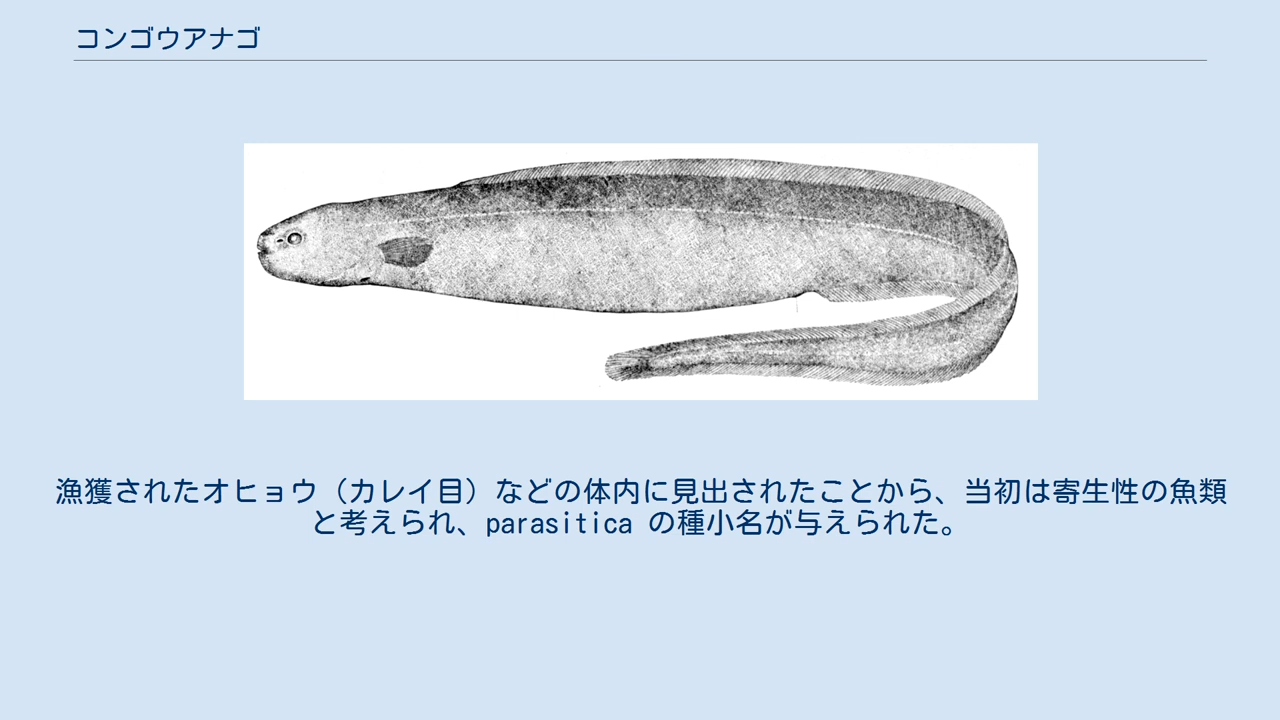 コンゴウアナゴ
漁獲されたオヒョウ（カレイ目）などの体内に見出されたことから、当初は寄生性の魚類
と考えられ、parasitica の種小名が与えられた。